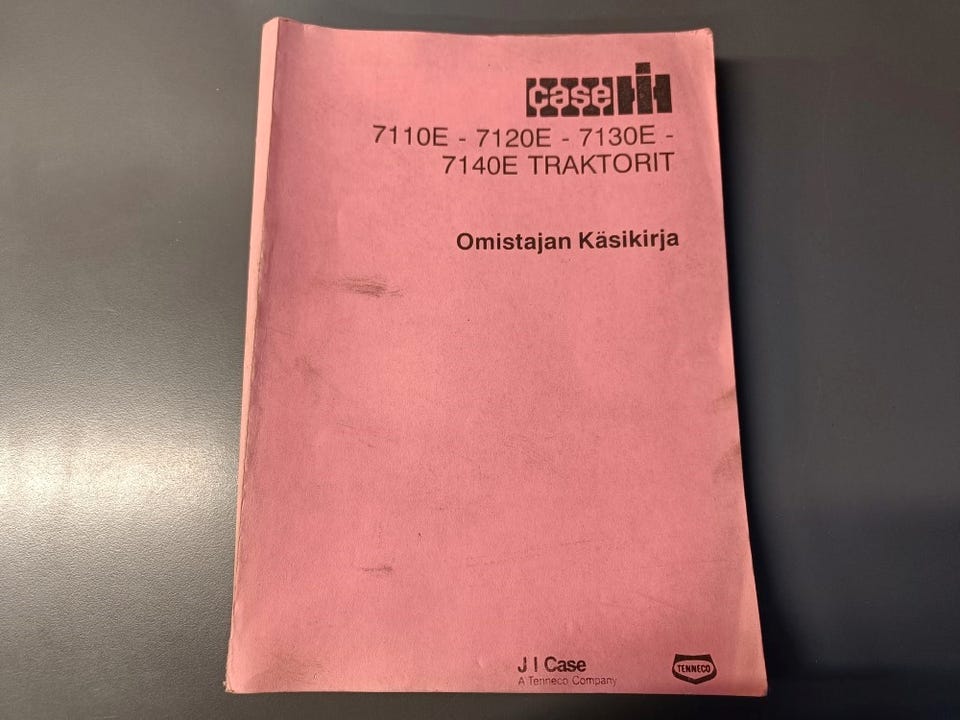 case IH
7110E - 7120E - 7130E -
7140E TRAKTORIT
Omistajan Käsikirja
J I Case
A Tenneco Company
TENNECO